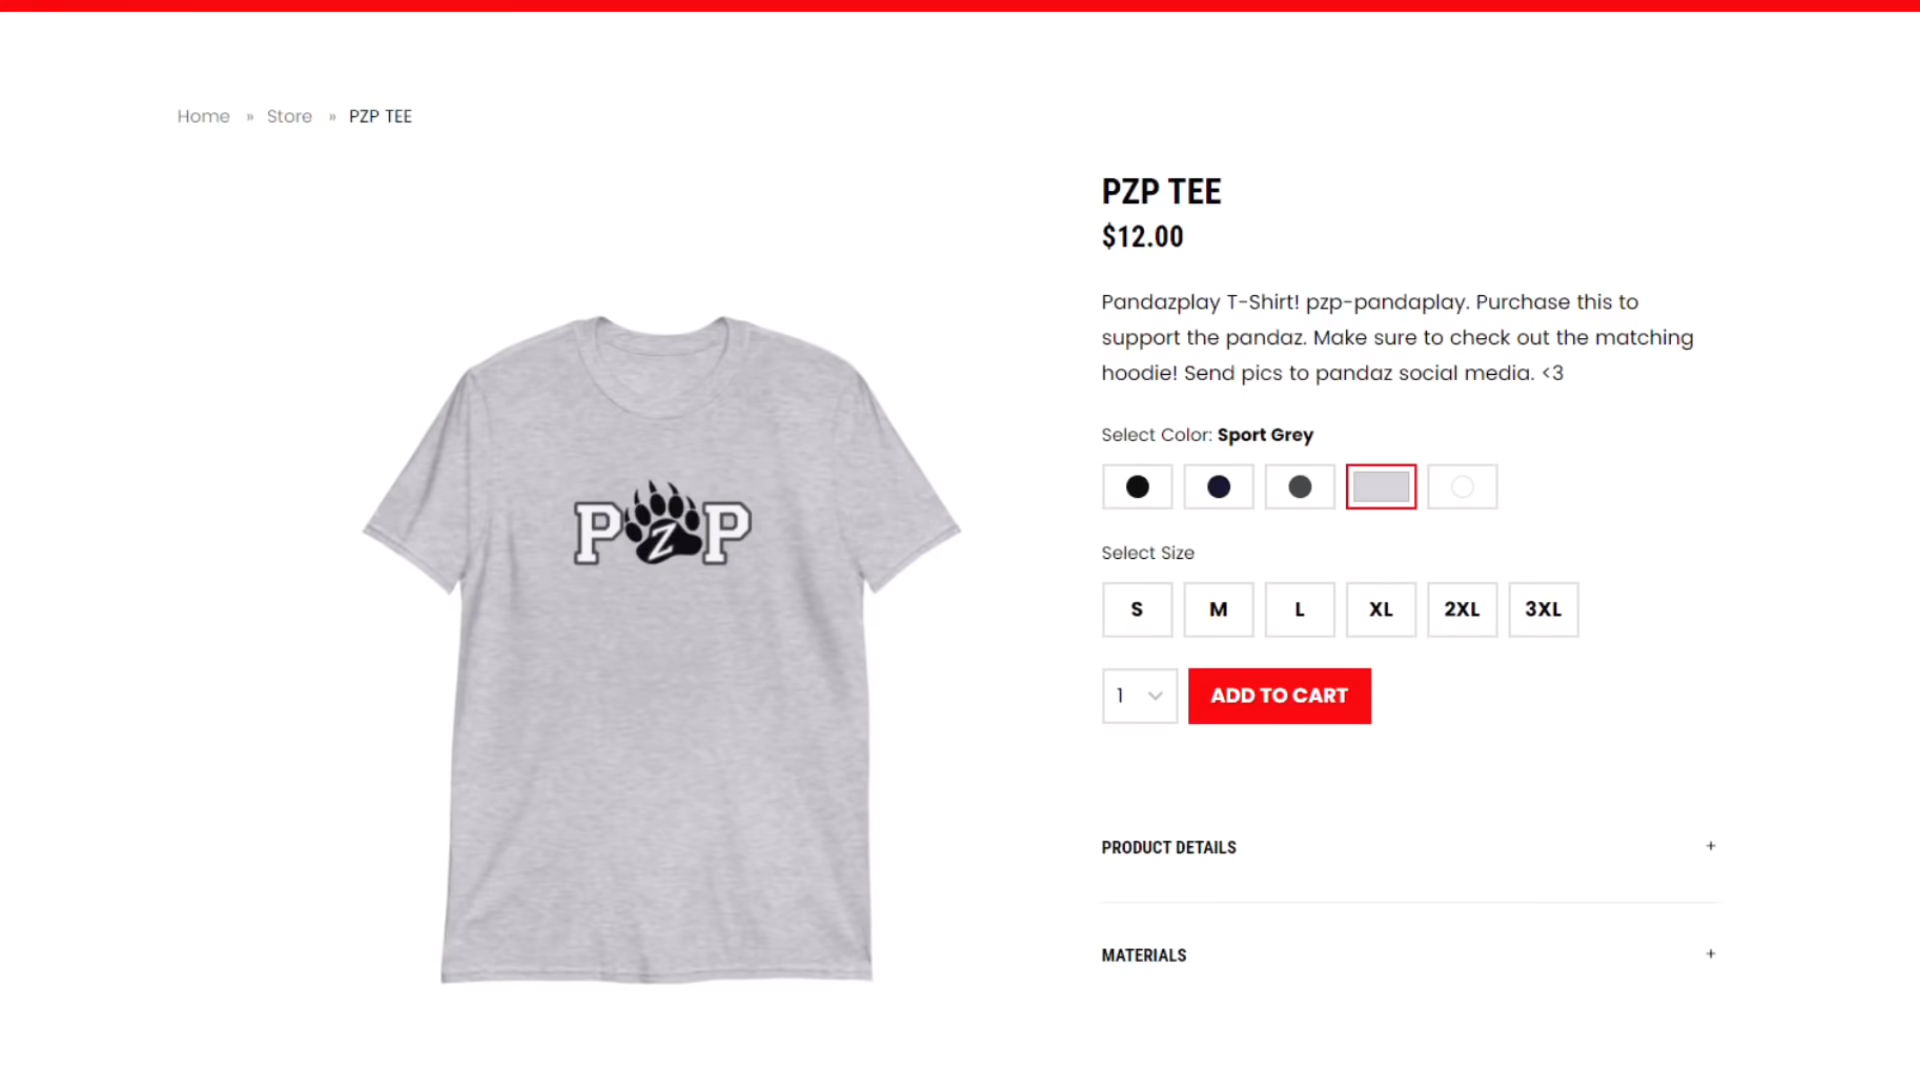 Home » Store » PZP TEE
PZP TEE
$12.00
Pandazplay T-Shirt! pzp-pandaplay. Purchase this to
support the pandaz. Make sure to check out the matching
hoodie! Send pics to pandaz social media. <3
PZP
Select Color: Sport Grey
Select Size
S M L XL 2XL 3XL
1 ADD TO CART
PRODUCT DETAILS +
MATERIALS +